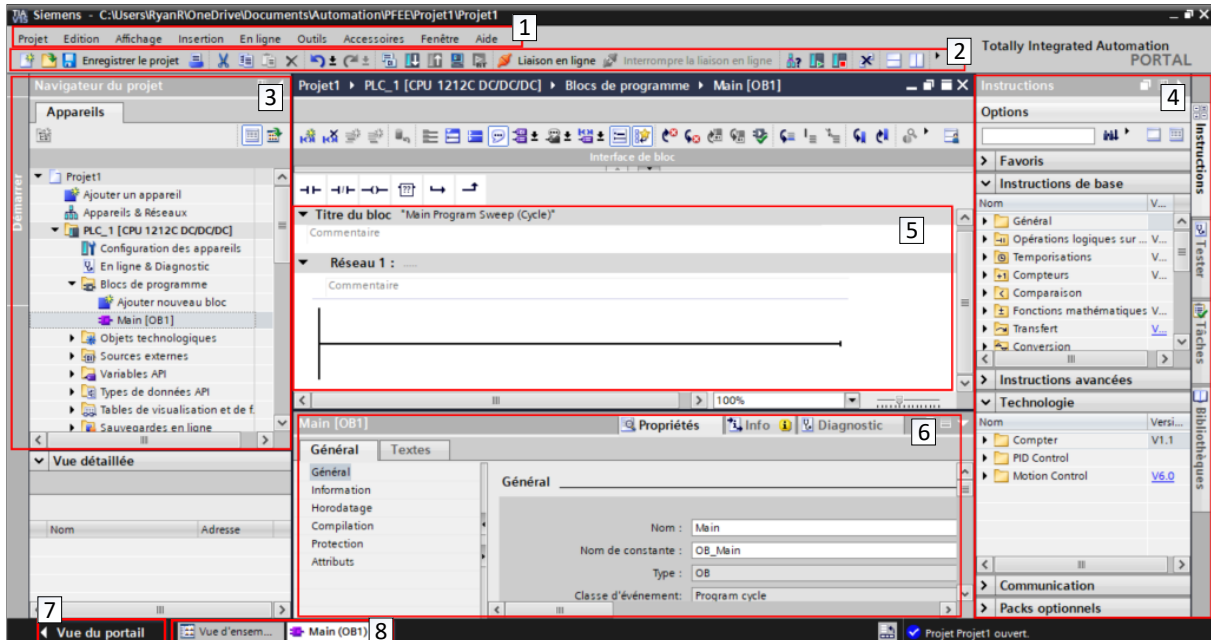 Siemens - C:\Users\RyanR\OneDrive\Documents\Automation\PFEE\Projet1\Projet1
Projet Edition Affichage Insertion En ligne Outils Accessoires Fenêtre Aide
1
Enregistrer le projet
Liaison en ligne
Interrompre la liaison en ligne
2
Totally Integrated Automation
PORTAL
Navigateur du projet
3
Appareils
Démarrer
Projet1
Ajouter un appareil
Appareils & Réseaux
PLC_1 [CPU 1212C DC/DC/DC]
Configuration des appareils
En ligne & Diagnostic
Blocs de programme
Ajouter nouveau bloc
Main [OB1]
Objets technologiques
Sources externes
Variables API
Types de données API
Tables de visualisation et de f.
Sauvegardes en ligne
Vue détaillée
Nom Adresse
Projet1 PLC_1 [CPU 1212C DC/DC/DC] Blocs de programme Main [OB1]
Interface de bloc
??
Titre du bloc "Main Program Sweep (Cycle)"
Commentaire
5
Réseau 1 : ....
Commentaire
100%
Main [OB1]
Propriétés
Info
Diagnostic
6
Général Textes
Général
Information
Horodatage
Compilation
Protection
Attributs
Général
Nom : Main
Nom de constante : OB_Main
Type : OB
Classe d'événement: Program cycle
Instructions
4
Options
Favoris
Instructions de base
Nom V...
Général
Opérations logiques sur ... V...
Temporisations V...
Compteurs V...
Comparaison
Fonctions mathématiques V...
Transfert V...
Conversion
Instructions avancées
Technologie
Nom Versi...
Compter V1.1
PID Control
Motion Control V6.0
Communication
Packs optionnels
Instructions
Tester
Tâches
Bibliothèques
7
Vue du portail
Vue d'ensem...
Main (OB1)
8
Projet Projet1 ouvert.